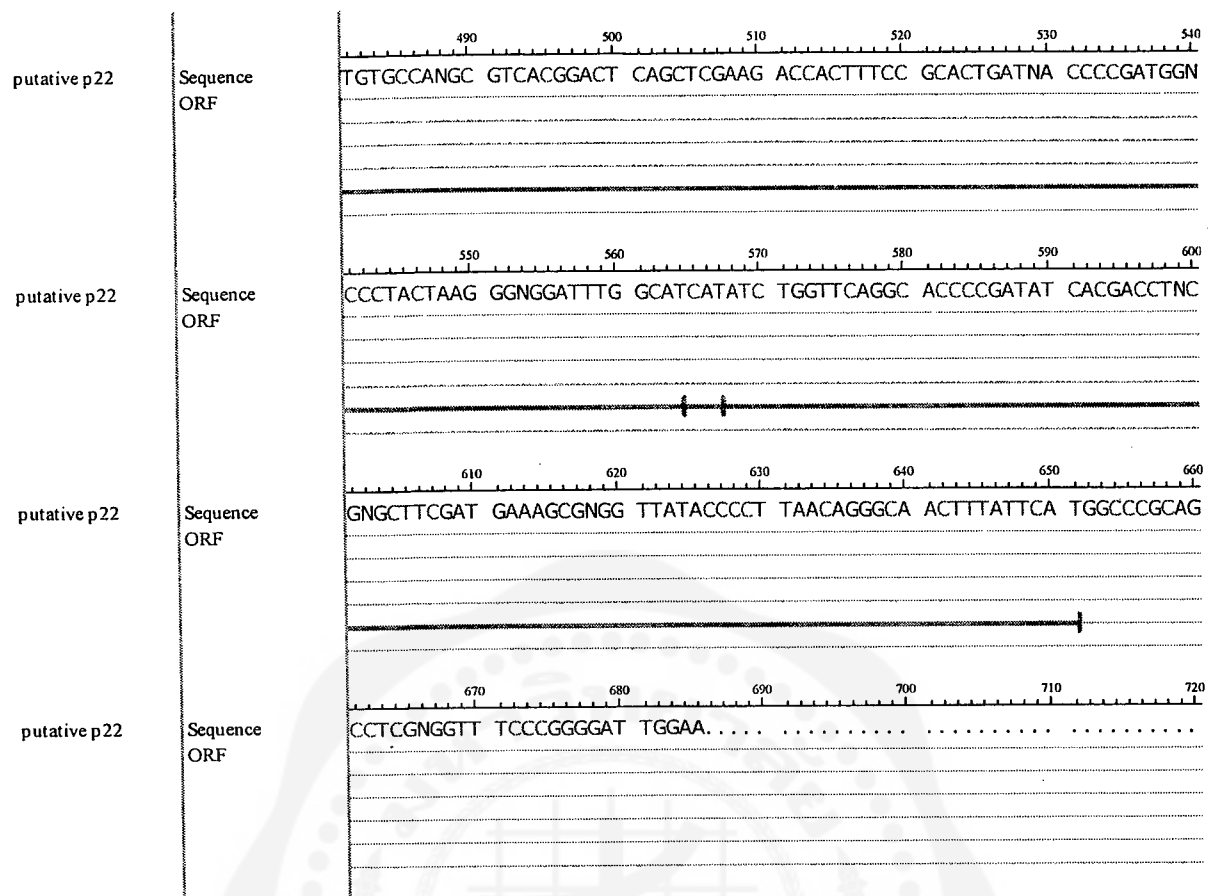 490 500 510 520 530 540
putative p22 Sequence TGTGCCANGC GTCACGGACT CAGCTCGAAG ACCACTTTCC GCACTGATNA CCCCGATGGN
ORF
550 560 570 580 590 600
putative p22 Sequence CCCTACTAAG GGNGGATTTG GCATCATATC TGGTTCAGGC ACCCCGATAT CACGACCTNC
ORF
610 620 630 640 650 660
putative p22 Sequence GNGCTTCGAT GAAAGCGNGG TTATACCCCT TAACAGGGCA ACTTTATTCA TGGCCCGCAG
ORF
670 680 690 700 710 720
putative p22 Sequence CCTCGNGGTT TCCCGGGGAT TGGAA..... .......... .......... ..........
ORF